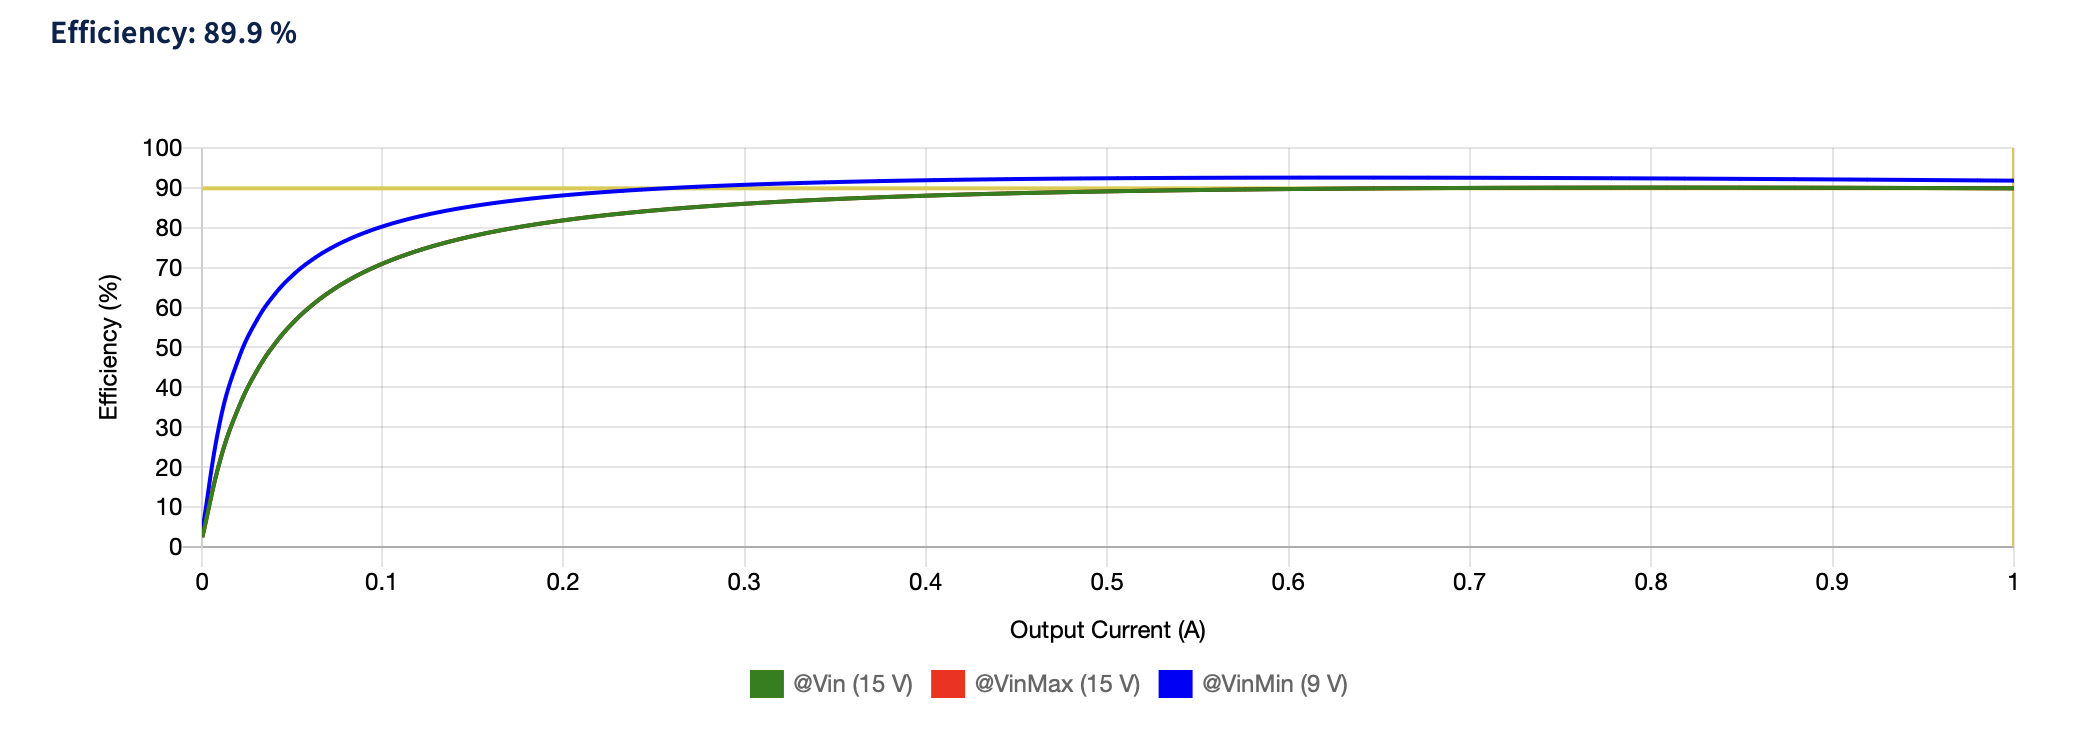 Efficiency: 89.9 %
100
90
80
70
60
50
40
30
20
10
0
Efficiency (%)
0 0.1 0.2 0.3 0.4 0.5 0.6 0.7 0.8 0.9 1
Output Current (A)
@Vin (15 V) @VinMax (15 V) @VinMin (9 V)